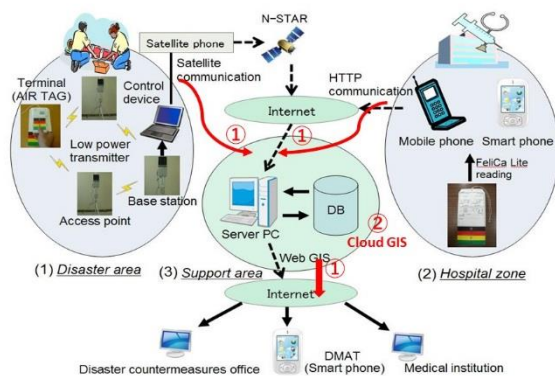 N-STAR
Satellite phone
Satellite
communication
HTTP
communication
Terminal
(AIR TAG)
Control
device
Internet
Mobile phone
Smart phone
Low power
transmitter
①
①
FeliCa Lite
reading
Access point
Base station
Server PC
DB
②
Cloud GIS
(1) Disaster area
(3) Support area
Web GIS
①
(2) Hospital zone
Internet
Disaster countermeasures office
DMAT
(Smart phone)
Medical institution